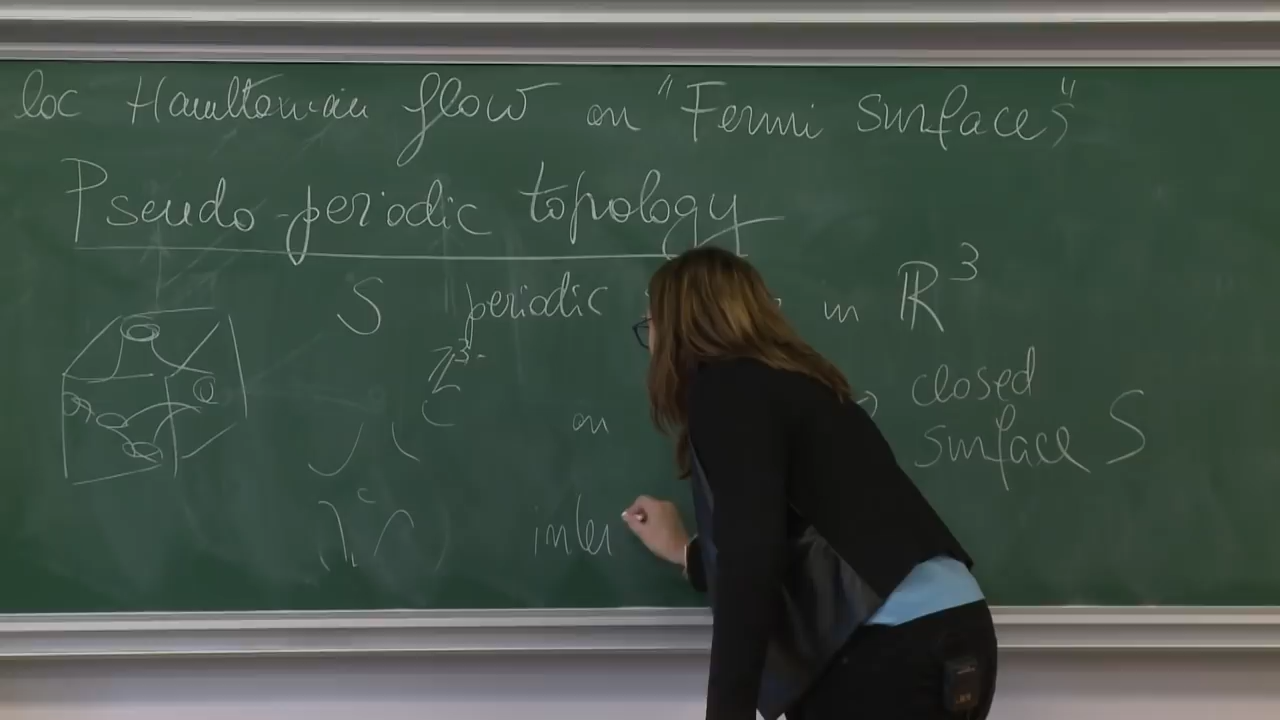 loc Hamiltonian flow on "Fermi surfaces"
Pseudo-periodic topology
S periodic in ℝ³
ℤ³- closed
on surface S
inter